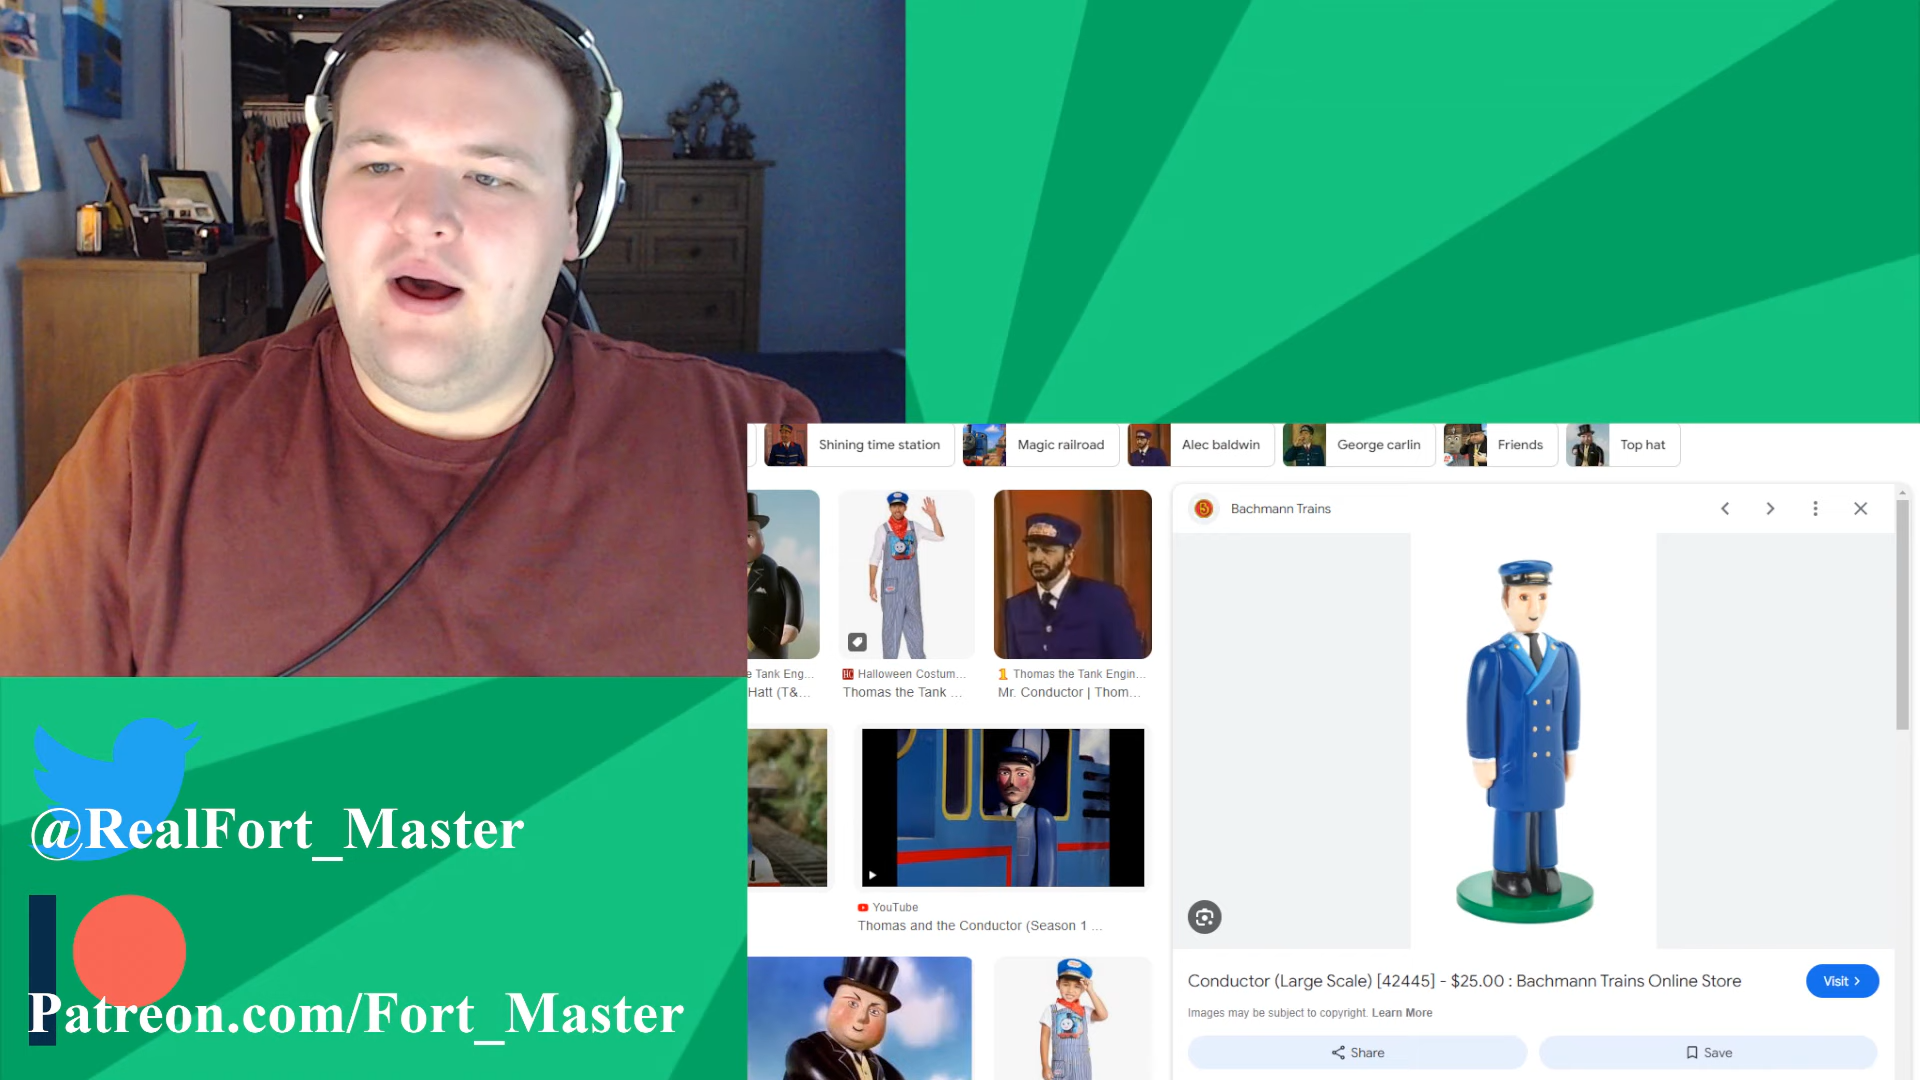 Shining time station
Magic railroad
Alec baldwin
George carlin
Friends
Top hat
Bachmann Trains
e Tank Eng...
Hatt (T&...
Halloween Costum...
Thomas the Tank ...
Thomas the Tank Engin...
Mr. Conductor | Thom...
YouTube
Thomas and the Conductor (Season 1 ...
Conductor (Large Scale) [42445] - $25.00 : Bachmann Trains Online Store
Visit
Images may be subject to copyright. Learn More
Share
Save
@RealFort_Master
Patreon.com/Fort_Master